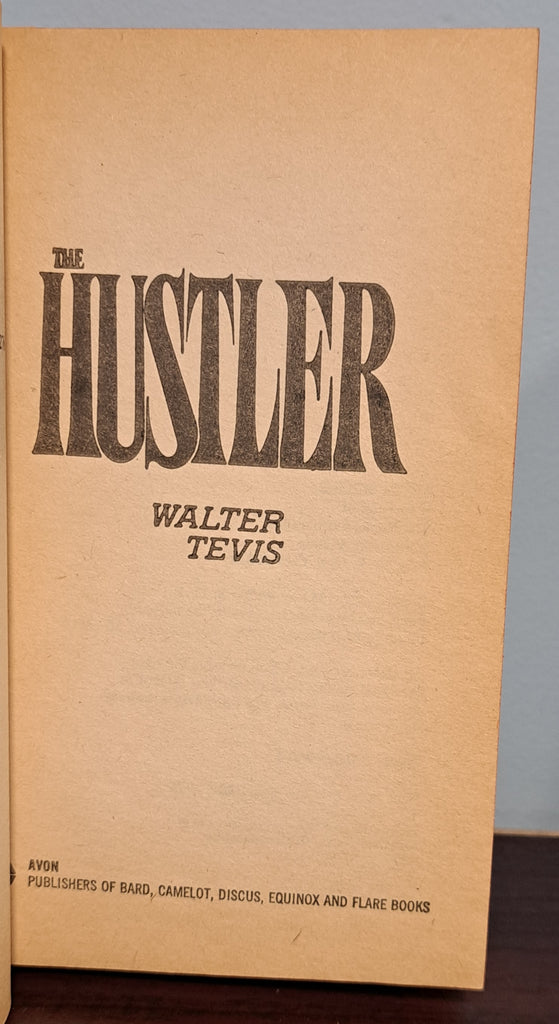 THE
HUSTLER
WALTER
TEVIS
AVON
PUBLISHERS OF BARD, CAMELOT, DISCUS, EQUINOX AND FLARE BOOKS